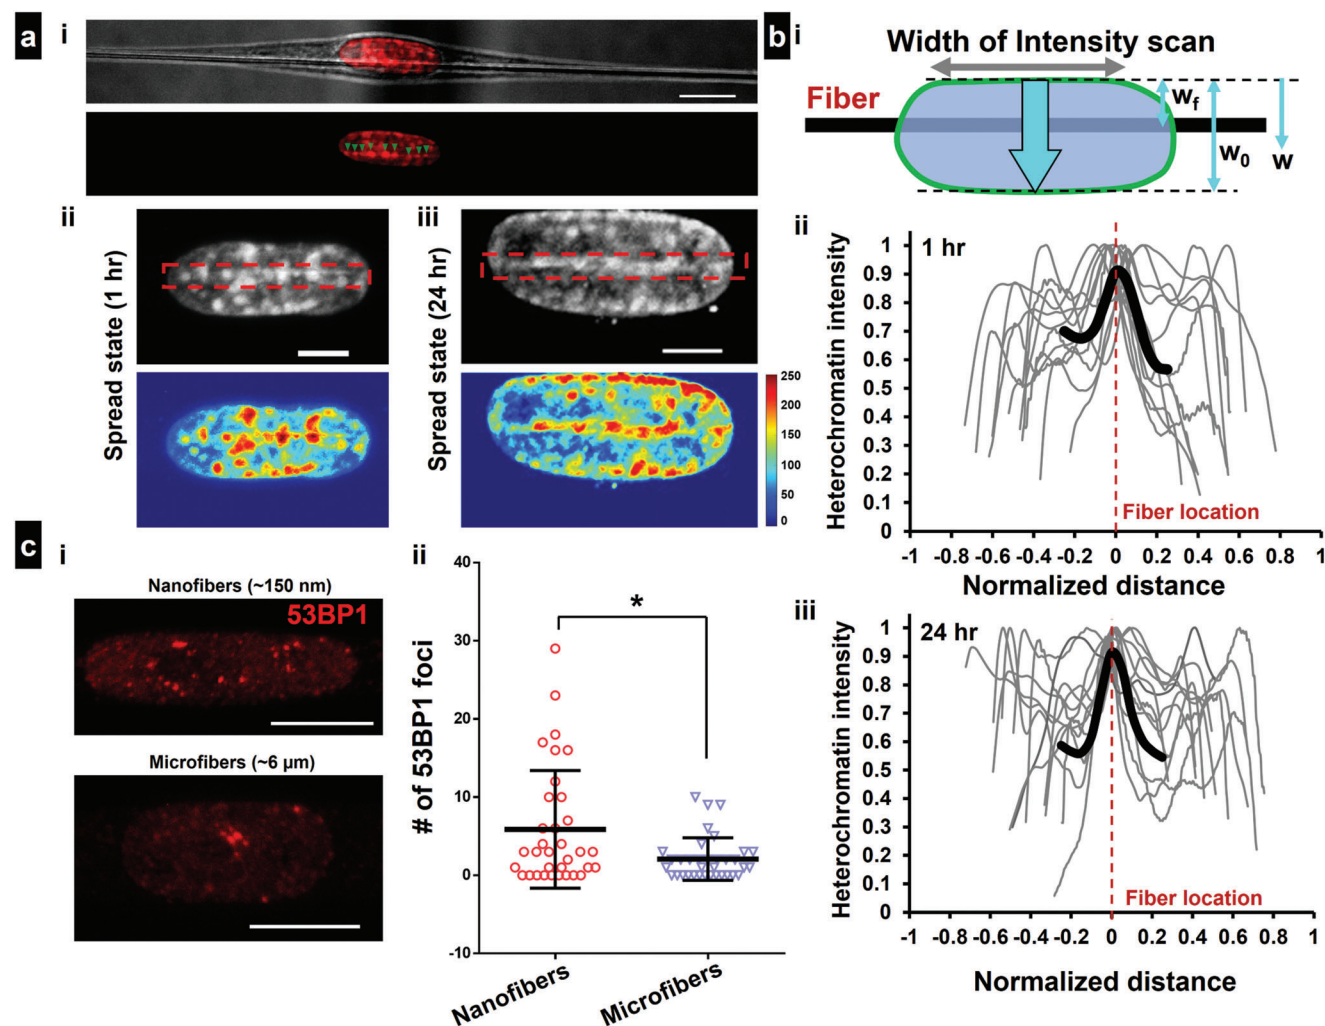 a
i
ii
iii
Spread state (1 hr)
Spread state (24 hr)
250
200
150
100
50
0
b
i
Width of Intensity scan
Fiber
wf
w0
w
ii
1 hr
Heterochromatin intensity
1
0.9
0.8
0.7
0.6
0.5
0.4
0.3
0.2
0.1
0
Fiber location
-1 -0.8 -0.6 -0.4 -0.2 0 0.2 0.4 0.6 0.8 1
Normalized distance
iii
24 hr
Heterochromatin intensity
1
0.9
0.8
0.7
0.6
0.5
0.4
0.3
0.2
0.1
0
Fiber location
-1 -0.8 -0.6 -0.4 -0.2 0 0.2 0.4 0.6 0.8 1
Normalized distance
c
i
Nanofibers (~150 nm)
53BP1
Microfibers (~6 µm)
ii
# of 53BP1 foci
40
30
20
10
0
-10
*
Nanofibers
Microfibers